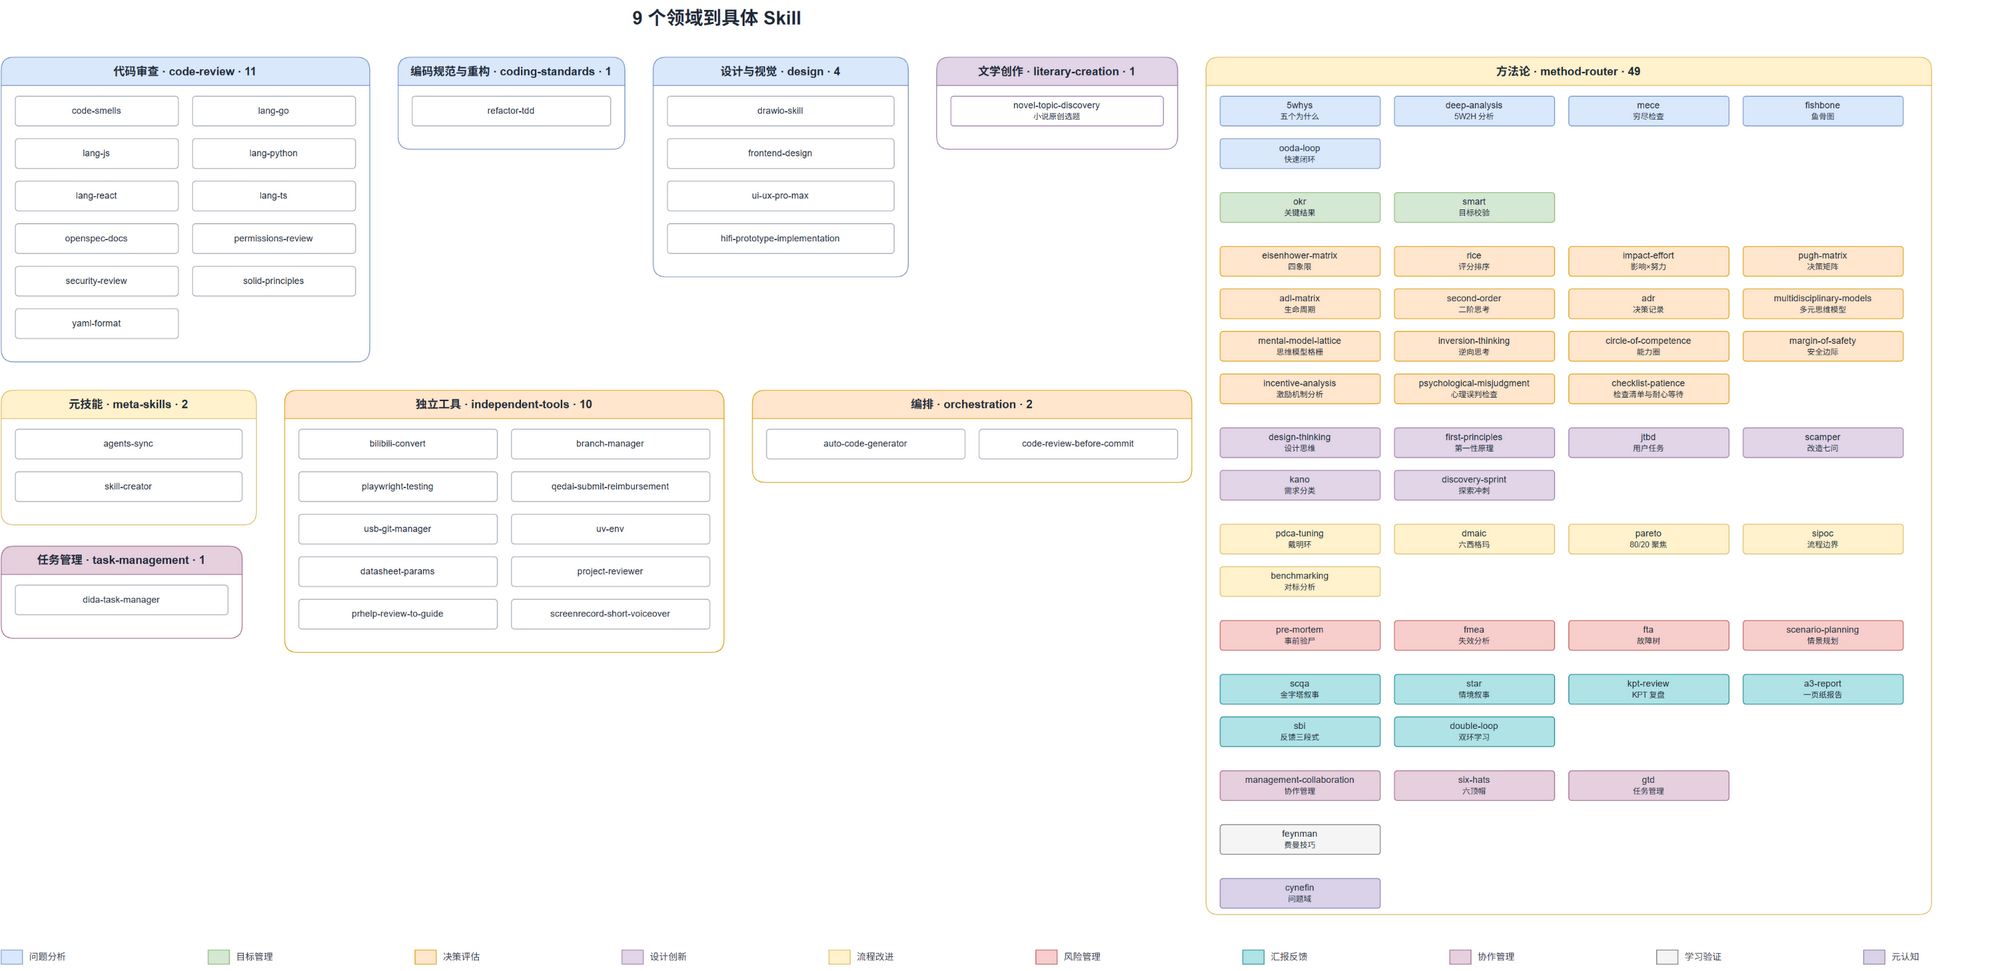 9 个领域到具体 Skill
代码审查 · code-review · 11
code-smells
lang-go
lang-js
lang-python
lang-react
lang-ts
openspec-docs
permissions-review
security-review
solid-principles
yaml-format
编码规范与重构 · coding-standards · 1
refactor-tdd
设计与视觉 · design · 4
drawio-skill
frontend-design
ui-ux-pro-max
hifi-prototype-implementation
文学创作 · literary-creation · 1
novel-topic-discovery
小说原创选题
元技能 · meta-skills · 2
agents-sync
skill-creator
独立工具 · independent-tools · 10
bilibili-convert
branch-manager
playwright-testing
qedai-submit-reimbursement
usb-git-manager
uv-env
datasheet-params
project-reviewer
prhelp-review-to-guide
screenrecord-short-voiceover
编排 · orchestration · 2
auto-code-generator
code-review-before-commit
任务管理 · task-management · 1
dida-task-manager
方法论 · method-router · 49
5whys
五个为什么
deep-analysis
5W2H 分析
mece
穷尽检查
fishbone
鱼骨图
ooda-loop
快速闭环
okr
关键结果
smart
目标校验
eisenhower-matrix
四象限
rice
评分排序
impact-effort
影响×努力
pugh-matrix
决策矩阵
adl-matrix
生命周期
second-order
二阶思考
adr
决策记录
multidisciplinary-models
多元思维模型
mental-model-lattice
思维模型格栅
inversion-thinking
逆向思考
circle-of-competence
能力圈
margin-of-safety
安全边际
incentive-analysis
激励机制分析
psychological-misjudgment
心理误判检查
checklist-patience
检查清单与耐心等待
design-thinking
设计思维
first-principles
第一性原理
jtbd
用户任务
scamper
改造七问
kano
需求分类
discovery-sprint
探索冲刺
pdca-tuning
戴明环
dmaic
六西格玛
pareto
80/20 聚焦
sipoc
流程边界
benchmarking
对标分析
pre-mortem
事前验尸
fmea
失效分析
fta
故障树
scenario-planning
情景规划
scqa
金字塔叙事
star
情境叙事
kpt-review
KPT 复盘
a3-report
一页纸报告
sbi
反馈三段式
double-loop
双环学习
management-collaboration
协作管理
six-hats
六顶帽
gtd
任务管理
feynman
费曼技巧
cynefin
问题域
问题分析
目标管理
决策评估
设计创新
流程改进
风险管理
汇报反馈
协作管理
学习验证
元认知